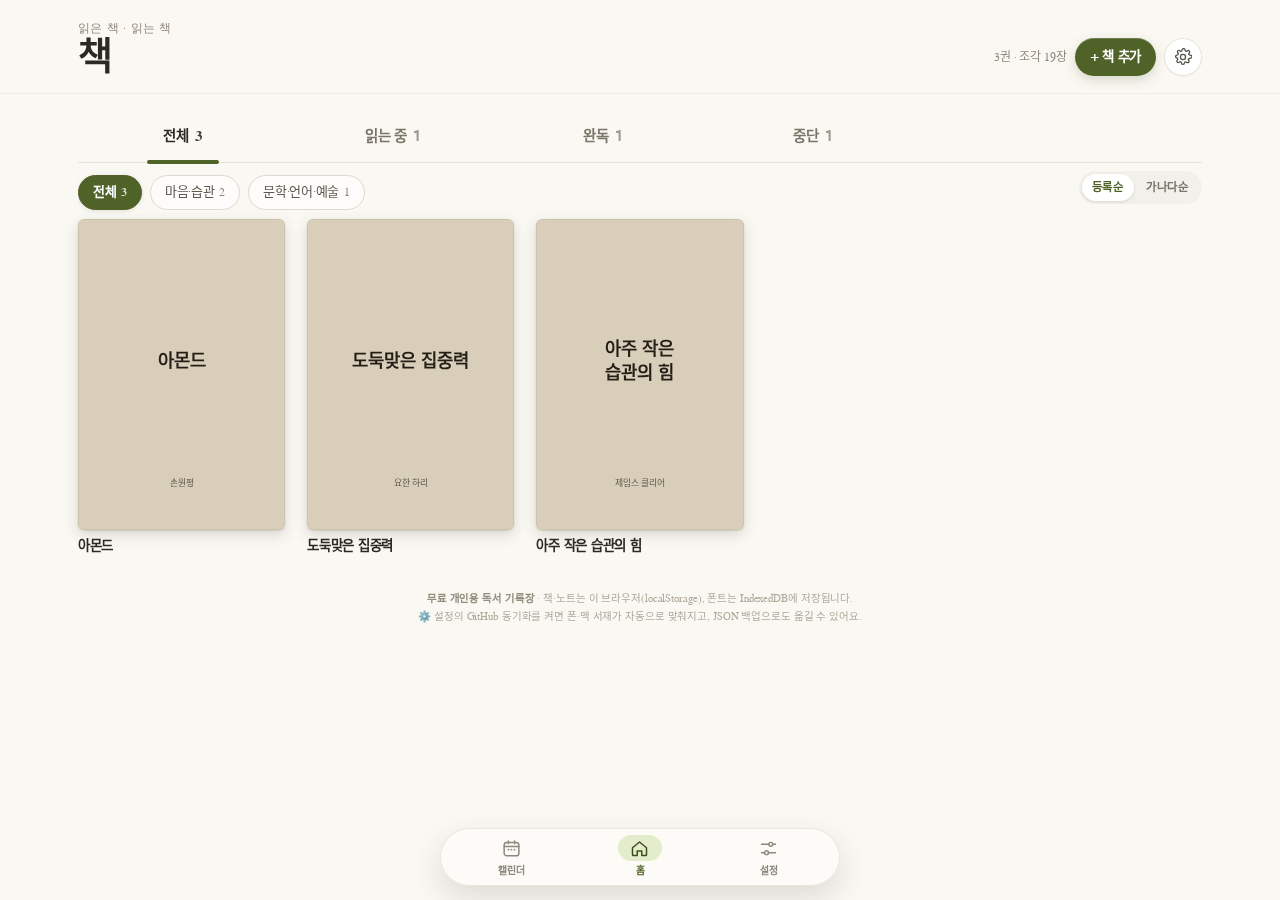 읽은 책 · 읽는 책
책
3권 · 조각 19장
+ 책 추가
전체 3
읽는 중 1
완독 1
중단 1
전체 3
마음·습관 2
문학·언어·예술 1
등록순
가나다순
아몬드
손원평
도둑맞은 집중력
요한 하리
아주 작은
습관의 힘
제임스 클리어
아몬드
도둑맞은 집중력
아주 작은 습관의 힘
무료 개인용 독서 기록장 · 책·노트는 이 브라우저(localStorage), 폰트는 IndexedDB에 저장됩니다.
⚙️ 설정의 GitHub 동기화를 켜면 폰·맥 서재가 자동으로 맞춰지고, JSON 백업으로도 옮길 수 있어요.
캘린더
홈
설정